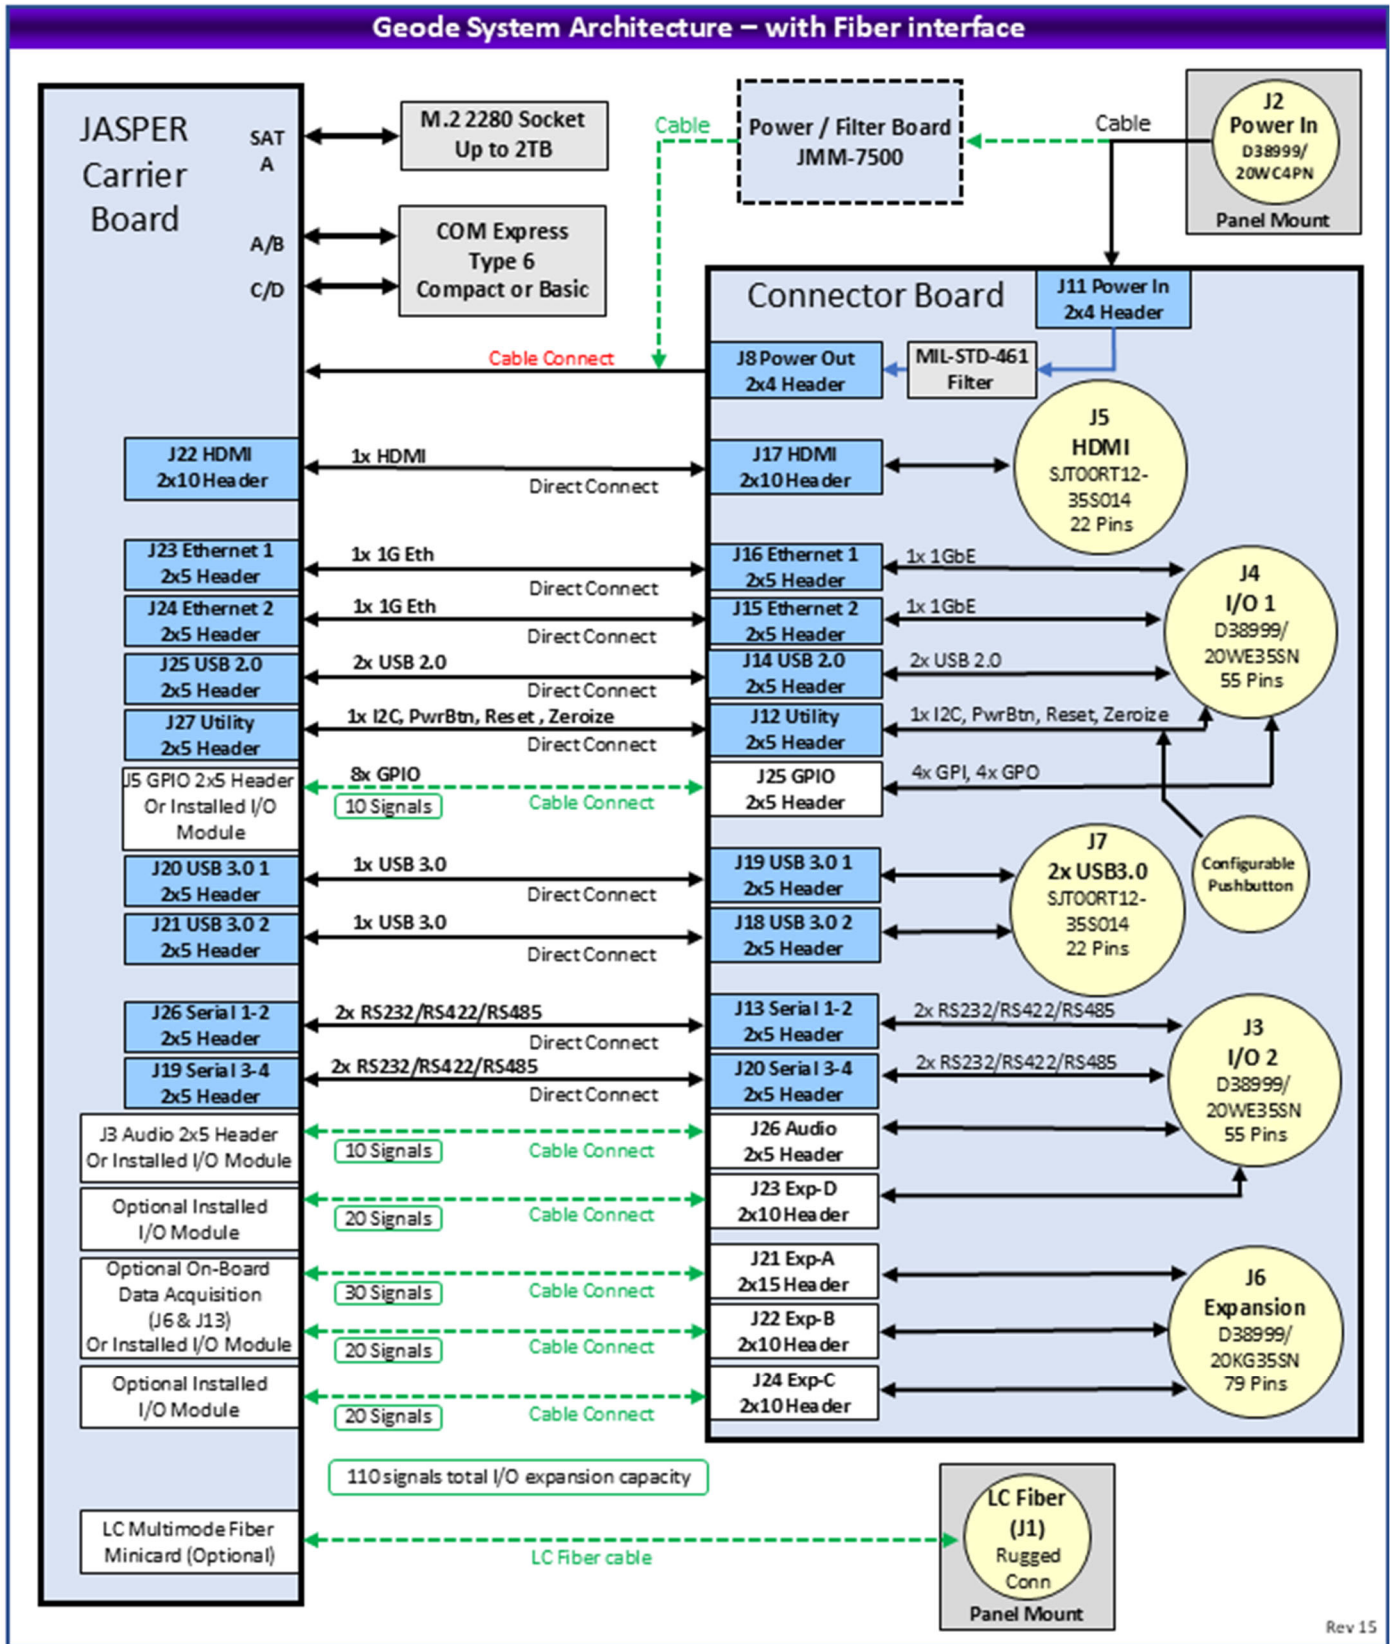 Geode System Architecture – with Fiber interface
JASPER
Carrier
Board
SAT
A
A/B
C/D
M.2 2280 Socket
Up to 2TB
COM Express
Type 6
Compact or Basic
Cable
Power / Filter Board
JMM-7500
Cable
J2
Power In
D38999/
20WC4PN
Panel Mount
Connector Board
J11 Power In
2x4 Header
Cable Connect
J8 Power Out
2x4 Header
MIL-STD-461
Filter
J5
HDMI
SJT00RT12-
35S014
22 Pins
J22 HDMI
2x10 Header
1x HDMI
Direct Connect
J17 HDMI
2x10 Header
J23 Ethernet 1
2x5 Header
1x 1G Eth
Direct Connect
J16 Ethernet 1
2x5 Header
1x 1GbE
J24 Ethernet 2
2x5 Header
1x 1G Eth
Direct Connect
J15 Ethernet 2
2x5 Header
1x 1GbE
J4
I/O 1
D38999/
20WE35SN
55 Pins
J25 USB 2.0
2x5 Header
2x USB 2.0
Direct Connect
J14 USB 2.0
2x5 Header
2x USB 2.0
J27 Utility
2x5 Header
1x I2C, PwrBtn, Reset , Zeroize
Direct Connect
J12 Utility
2x5 Header
1x I2C, PwrBtn, Reset, Zeroize
J5 GPIO 2x5 Header
Or Installed I/O
Module
8x GPIO
10 Signals
Cable Connect
J25 GPIO
2x5 Header
4x GPI, 4x GPO
J20 USB 3.0 1
2x5 Header
1x USB 3.0
Direct Connect
J19 USB 3.0 1
2x5 Header
J7
2x USB3.0
SJT00RT12-
35S014
22 Pins
Configurable
Pushbutton
J21 USB 3.0 2
2x5 Header
1x USB 3.0
Direct Connect
J18 USB 3.0 2
2x5 Header
J26 Serial 1-2
2x5 Header
2x RS232/RS422/RS485
Direct Connect
J13 Serial 1-2
2x5 Header
2x RS232/RS422/RS485
J19 Serial 3-4
2x5 Header
2x RS232/RS422/RS485
Direct Connect
J20 Serial 3-4
2x5 Header
2x RS232/RS422/RS485
J3
I/O 2
D38999/
20WE35SN
55 Pins
J3 Audio 2x5 Header
Or Installed I/O Module
10 Signals
Cable Connect
J26 Audio
2x5 Header
Optional Installed
I/O Module
20 Signals
Cable Connect
J23 Exp-D
2x10 Header
Optional On-Board
Data Acquisition
(J6 & J13)
Or Installed I/O Module
30 Signals
Cable Connect
J21 Exp-A
2x15 Header
20 Signals
Cable Connect
J22 Exp-B
2x10 Header
J6
Expansion
D38999/
20KG35SN
79 Pins
Optional Installed
I/O Module
20 Signals
Cable Connect
J24 Exp-C
2x10 Header
110 signals total I/O expansion capacity
LC Multimode Fiber
Minicard (Optional)
LC Fiber cable
LC Fiber
(J1)
Rugged
Conn
Panel Mount
Rev 15